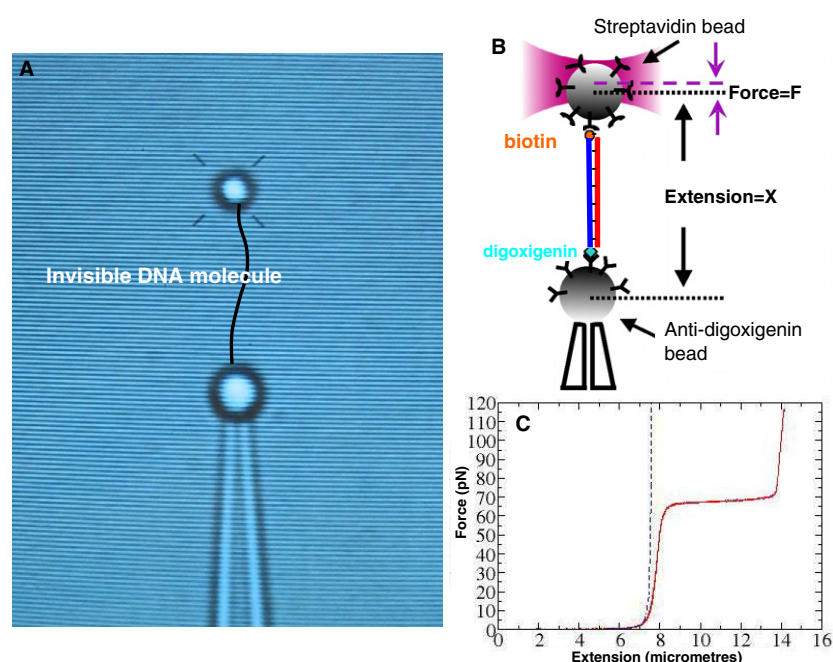 A
Invisible DNA molecule
B
Streptavidin bead
Force=F
biotin
Extension=X
digoxigenin
Anti-digoxigenin
bead
C
120
110
100
90
80
70
60
50
40
30
20
10
0
Force (pN)
0 2 4 6 8 10 12 14 16
Extension (micrometres)